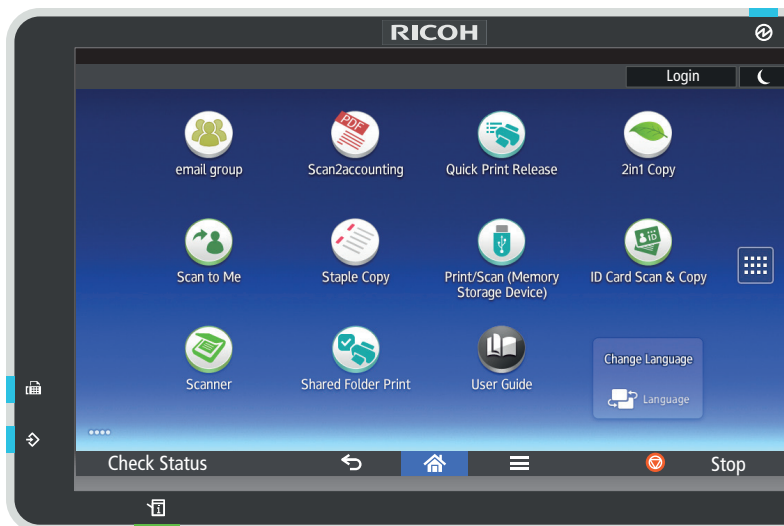 RICOH
Login
email group
Scan2accounting
Quick Print Release
2in1 Copy
PDF
Scan to Me
Staple Copy
Print/Scan (Memory
Storage Device)
ID Card Scan & Copy
iD
Scanner
Shared Folder Print
User Guide
Change Language
Language
Check Status
Stop